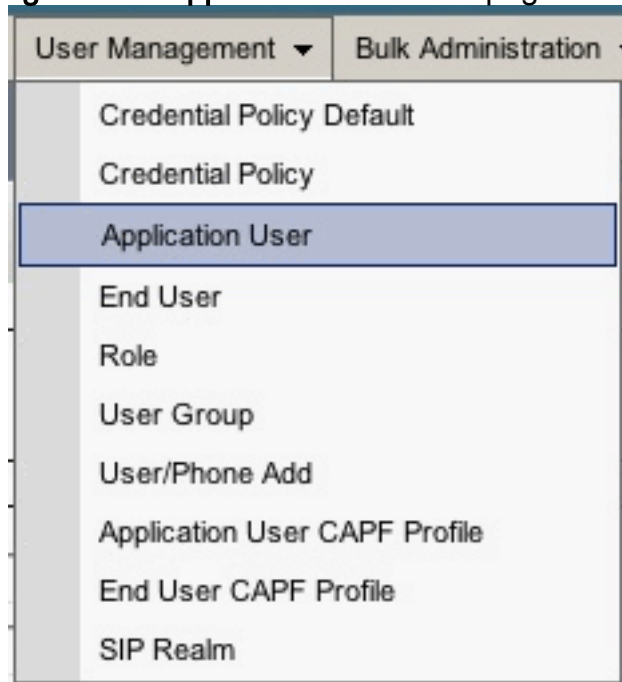 User Management Bulk Administration
Credential Policy Default
Credential Policy
Application User
End User
Role
User Group
User/Phone Add
Application User CAPF Profile
End User CAPF Profile
SIP Realm